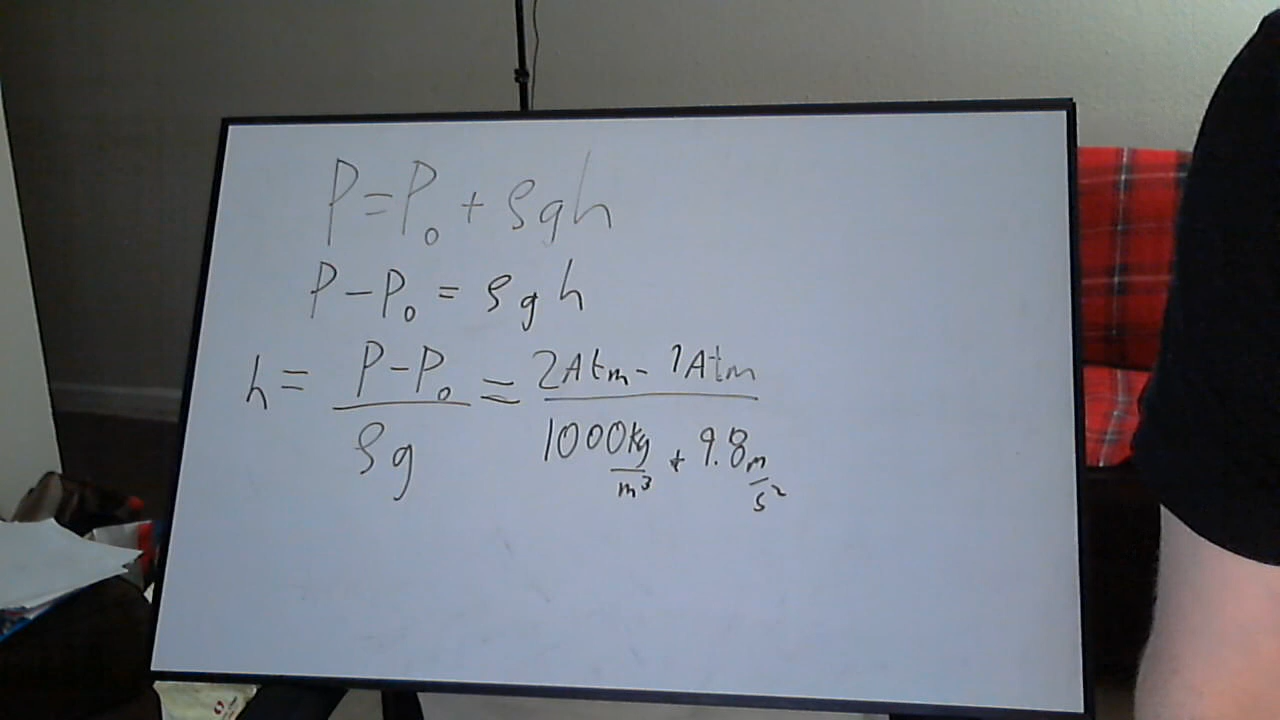 P = P₀ + ρgh
P - P₀ = ρgh
h = (P - P₀)/(ρg) = (2Atm - 1Atm)/(1000 kg/m³ + 9.8 m/s²)